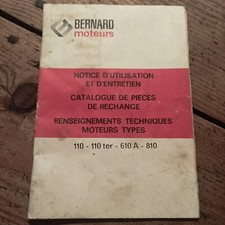 BERNARD
moteurs
NOTICE D'UTILISATION
ET D'ENTRETIEN
CATALOGUE DE PIECES
DE RECHANGE
RENSEIGNEMENTS TECHNIQUES
MOTEURS TYPES
110 - 110 ter - 610 A - 810